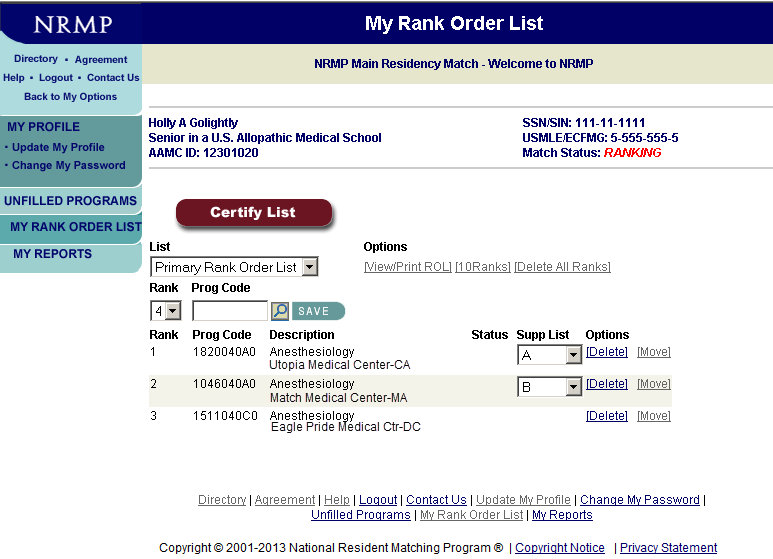 NRMP
My Rank Order List
Directory • Agreement
Help • Logout • Contact Us
Back to My Options
NRMP Main Residency Match - Welcome to NRMP
MY PROFILE
• Update My Profile
• Change My Password
UNFILLED PROGRAMS
MY RANK ORDER LIST
MY REPORTS
Holly A Golightly SSN/SIN: 111-11-1111
Senior in a U.S. Allopathic Medical School USMLE/ECFMG: 5-555-555-5
AAMC ID: 12301020 Match Status: RANKING
Certify List
List Options
Primary Rank Order List [View/Print ROL] [10Ranks] [Delete All Ranks]
Rank Prog Code
4 SAVE
Rank Prog Code Description Status Supp List Options
1 1820040A0 Anesthesiology A [Delete] [Move]
Utopia Medical Center-CA
2 1046040A0 Anesthesiology B [Delete] [Move]
Match Medical Center-MA
3 1511040C0 Anesthesiology [Delete] [Move]
Eagle Pride Medical Ctr-DC
Directory | Agreement | Help | Logout | Contact Us | Update My Profile | Change My Password |
Unfilled Programs | My Rank Order List | My Reports
Copyright © 2001-2013 National Resident Matching Program ® | Copyright Notice | Privacy Statement